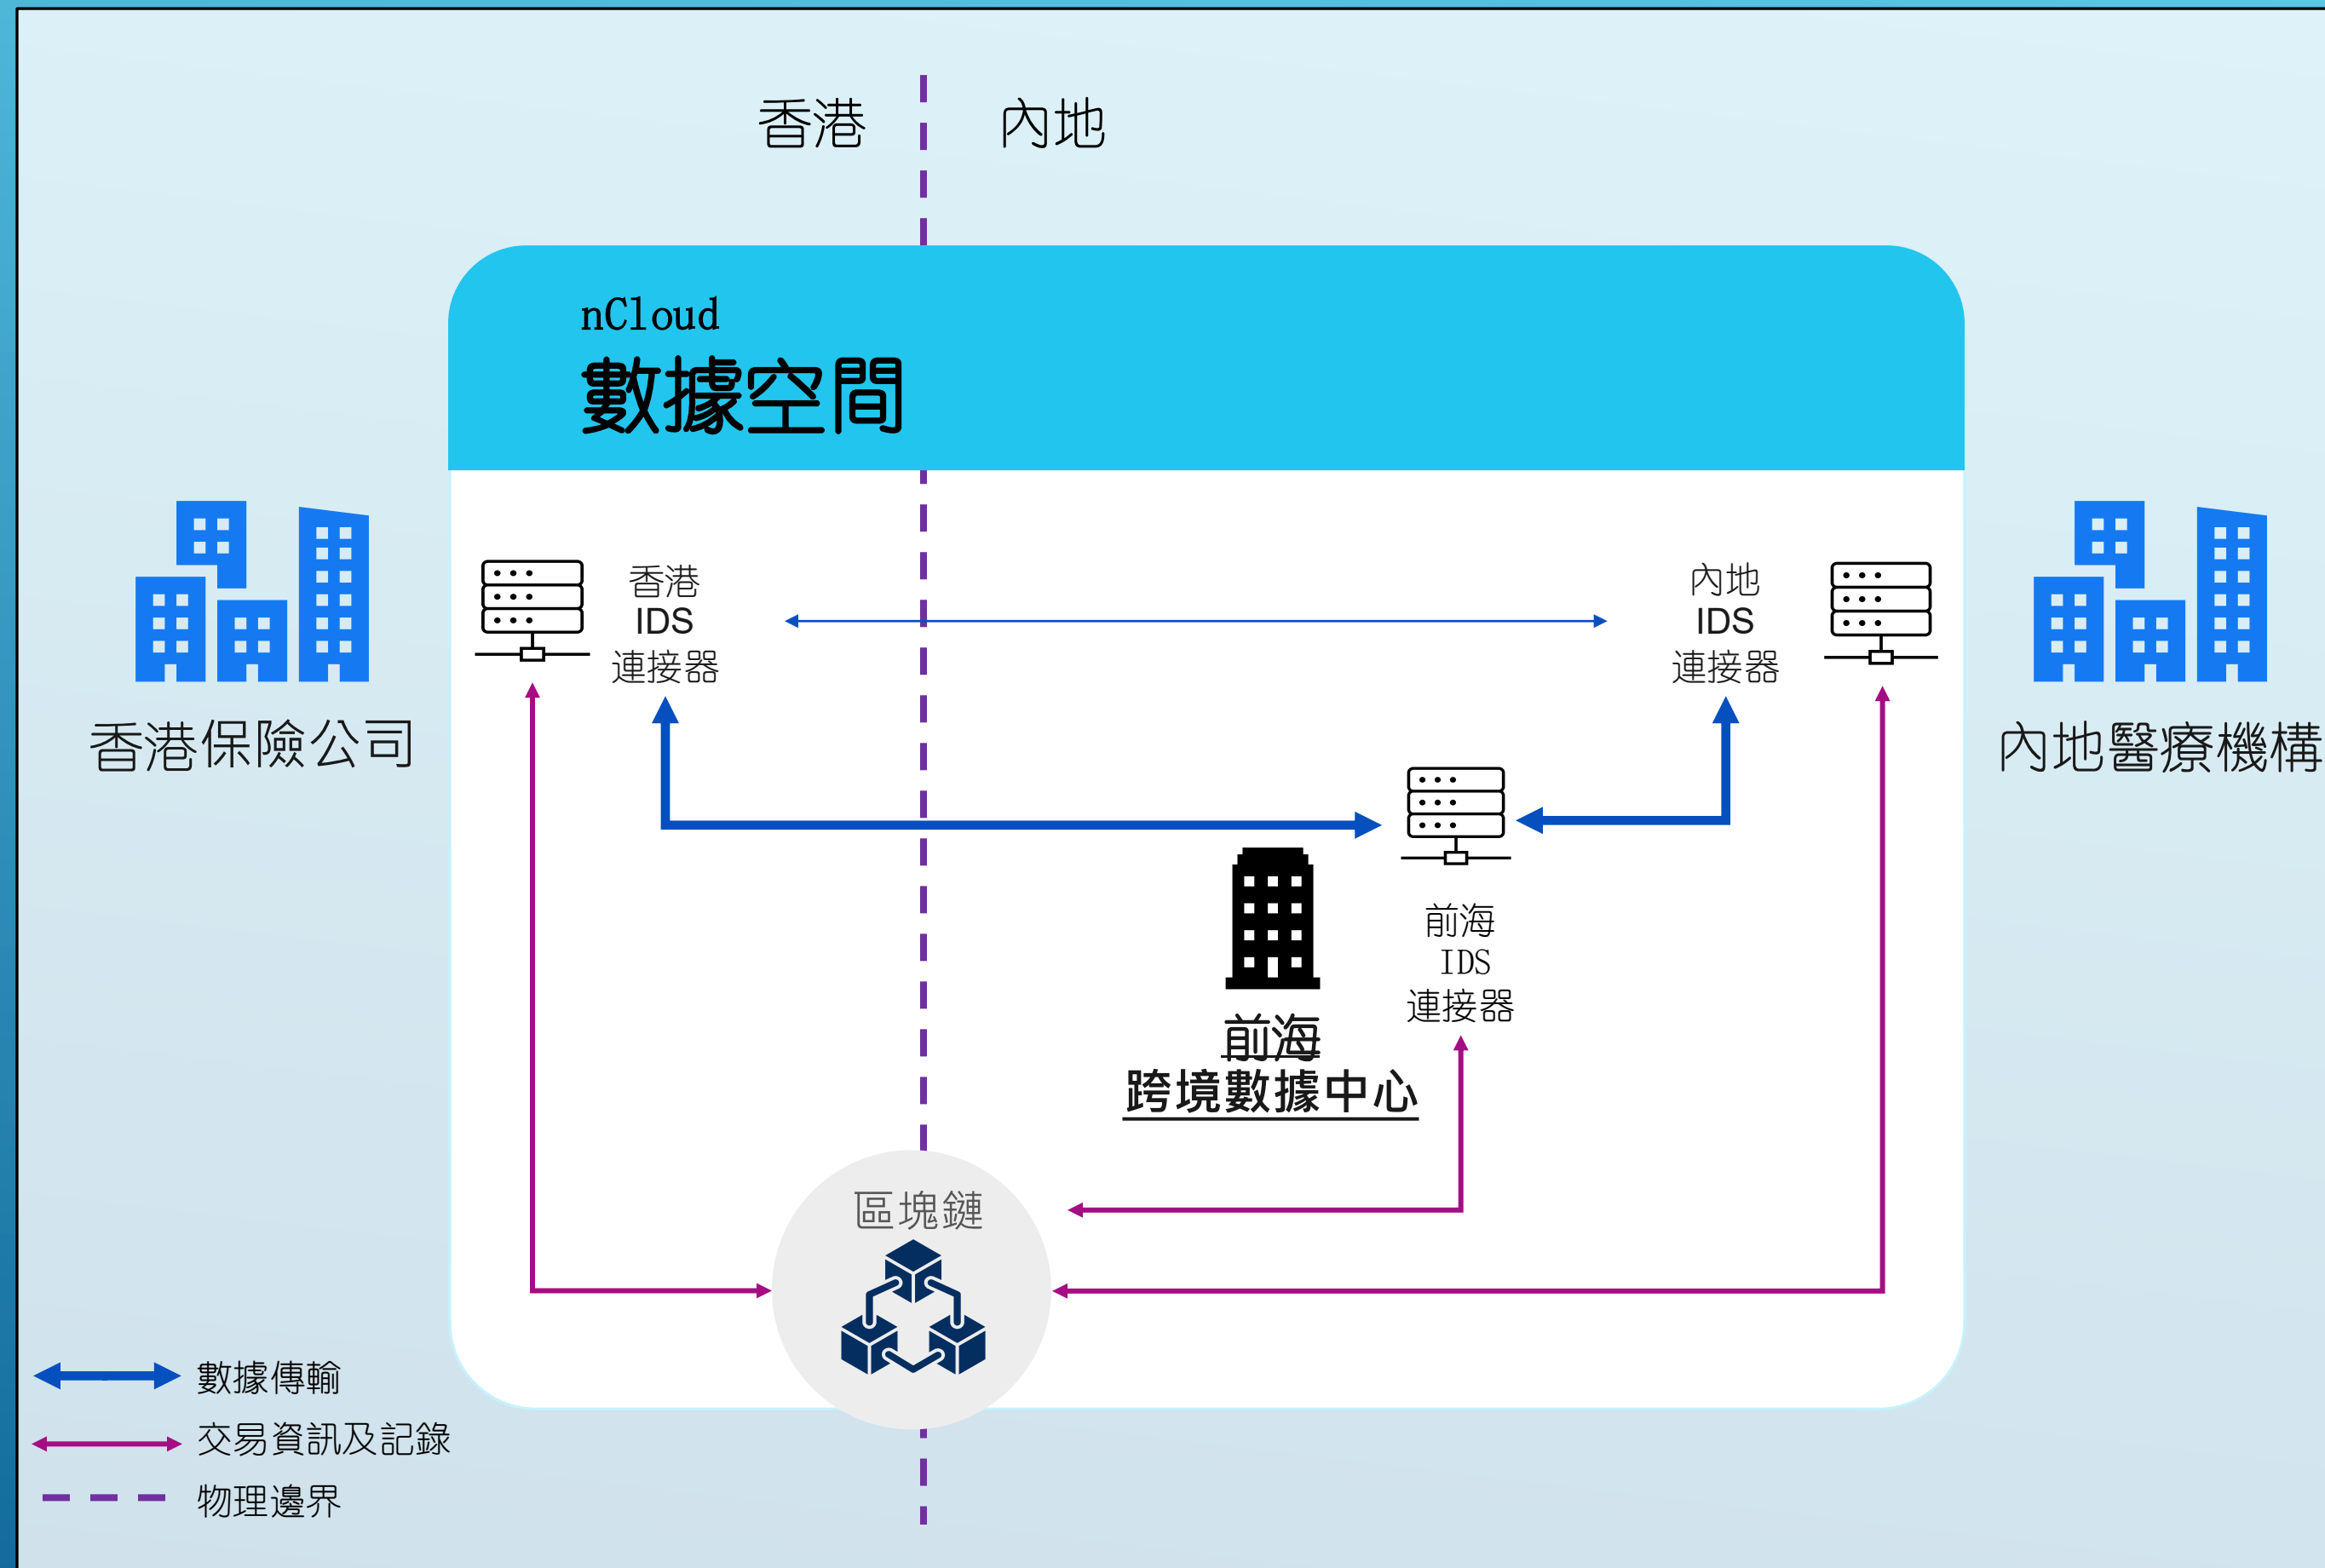 香港
內地
nCloud
數據空間
香港
IDS
連接器
內地
IDS
連接器
香港保險公司
內地醫療機構
前海
IDS
連接器
前海
跨境數據中心
區塊鏈
數據傳輸
交易資訊及記錄
物理邊界